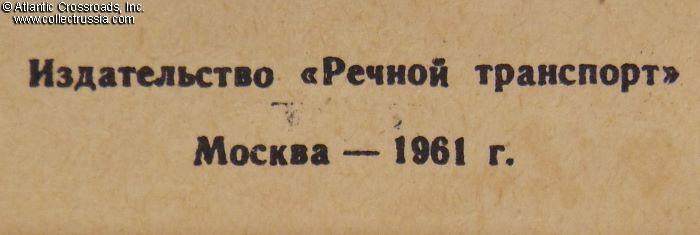 © Atlantic Crossroads, Inc.
www.collectrussia.com
Издательство «Речной транспорт»
Москва — 1961 г.